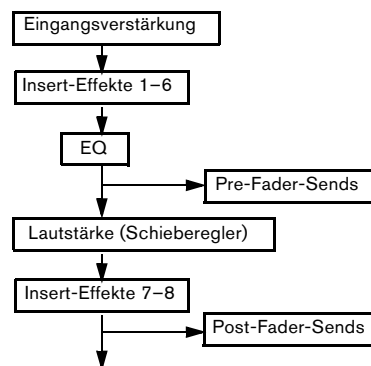 Eingangsverstärkung
Insert-Effekte 1–6
EQ
Pre-Fader-Sends
Lautstärke (Schieberegler)
Insert-Effekte 7–8
Post-Fader-Sends